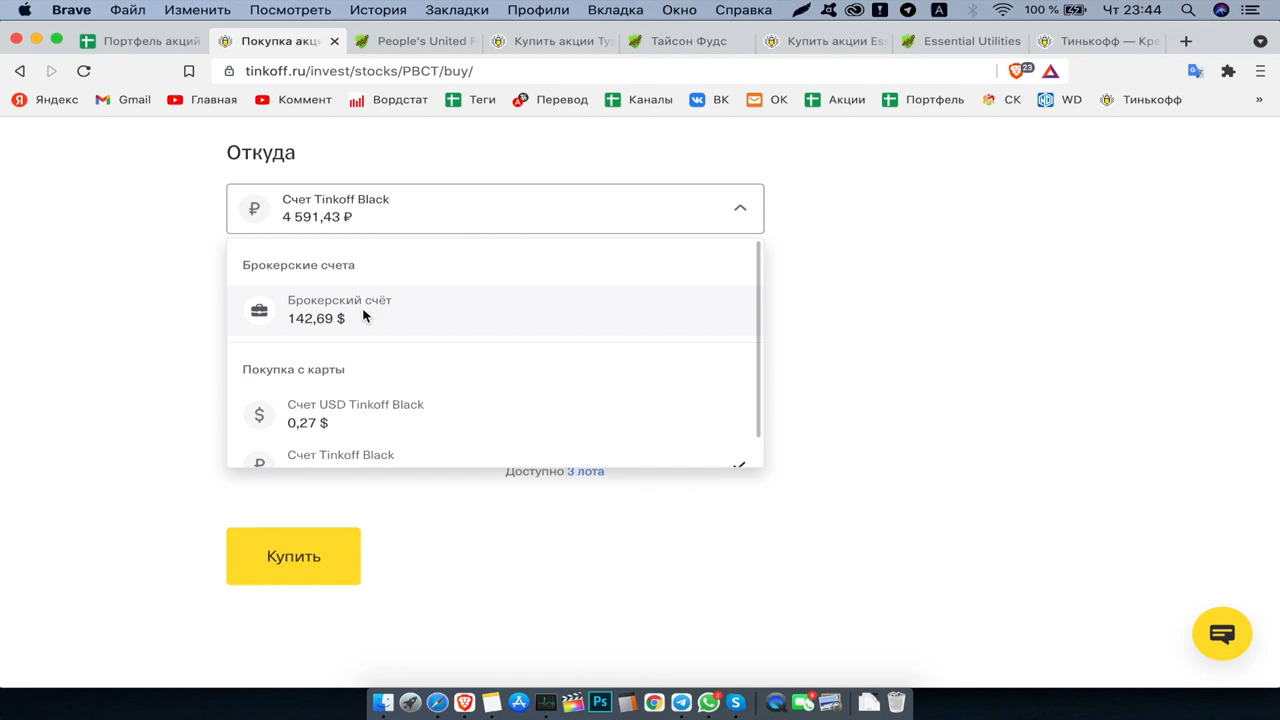 Brave Файл Изменить Посмотреть История Закладки Профили Вкладка Окно Справка A 100 % Чт 23:44
Портфель акций Покупка акц People's United F Купить акции Ty Тайсон Фудс Купить акции Es Essential Utilities Тинькофф — Кре
tinkoff.ru/invest/stocks/PBCT/buy/ 23
Яндекс Gmail Главная Коммент Вордстат Теги Перевод Каналы ВК ОК Акции Портфель СК WD Тинькофф »
Откуда
Счет Tinkoff Black
4 591,43 ₽
Брокерские счета
Брокерский счёт
142,69 $
Покупка с карты
Счет USD Tinkoff Black
0,27 $
Счет Tinkoff Black
Доступно 3 лота
Купить
Ps